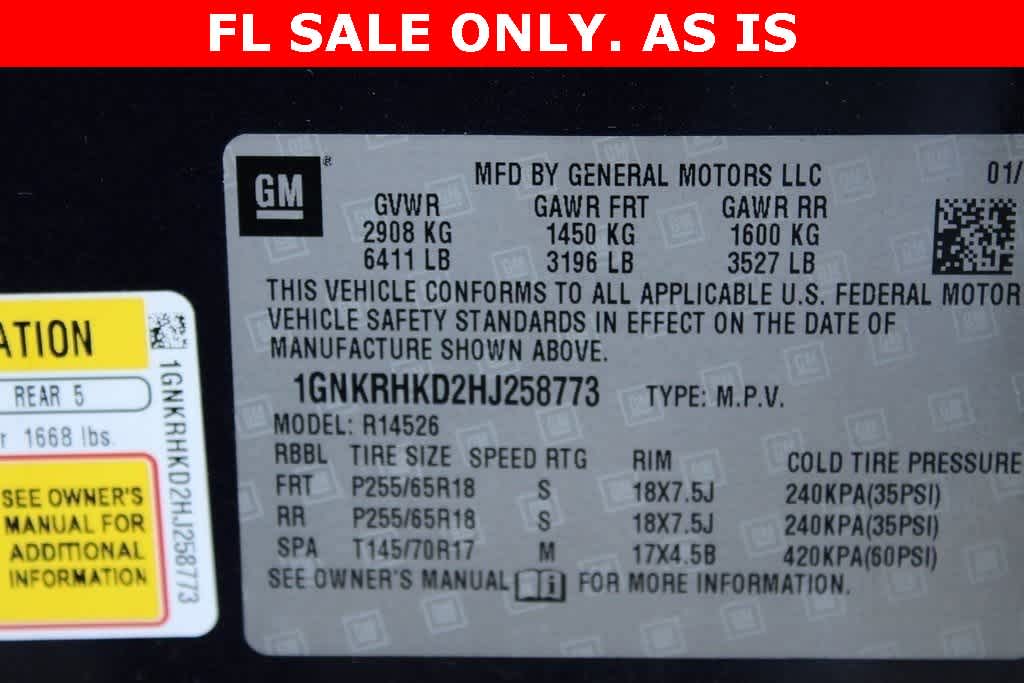 FL SALE ONLY. AS IS
GM ®
MFD BY GENERAL MOTORS LLC 01/
GVWR GAWR FRT GAWR RR
2908 KG 1450 KG 1600 KG
6411 LB 3196 LB 3527 LB
THIS VEHICLE CONFORMS TO ALL APPLICABLE U.S. FEDERAL MOTOR
VEHICLE SAFETY STANDARDS IN EFFECT ON THE DATE OF
MANUFACTURE SHOWN ABOVE.
1GNKRHKD2HJ258773 TYPE: M.P.V.
MODEL: R14526
RBBL TIRE SIZE SPEED RTG RIM COLD TIRE PRESSURE
FRT P255/65R18 S 18X7.5J 240KPA(35PSI)
RR P255/65R18 S 18X7.5J 240KPA(35PSI)
SPA T145/70R17 M 17X4.5B 420KPA(60PSI)
SEE OWNER'S MANUAL i FOR MORE INFORMATION.
ATION
REAR 5
r 1668 lbs.
SEE OWNER'S
MANUAL FOR
ADDITIONAL
INFORMATION
1GNKRHKD2HJ258773